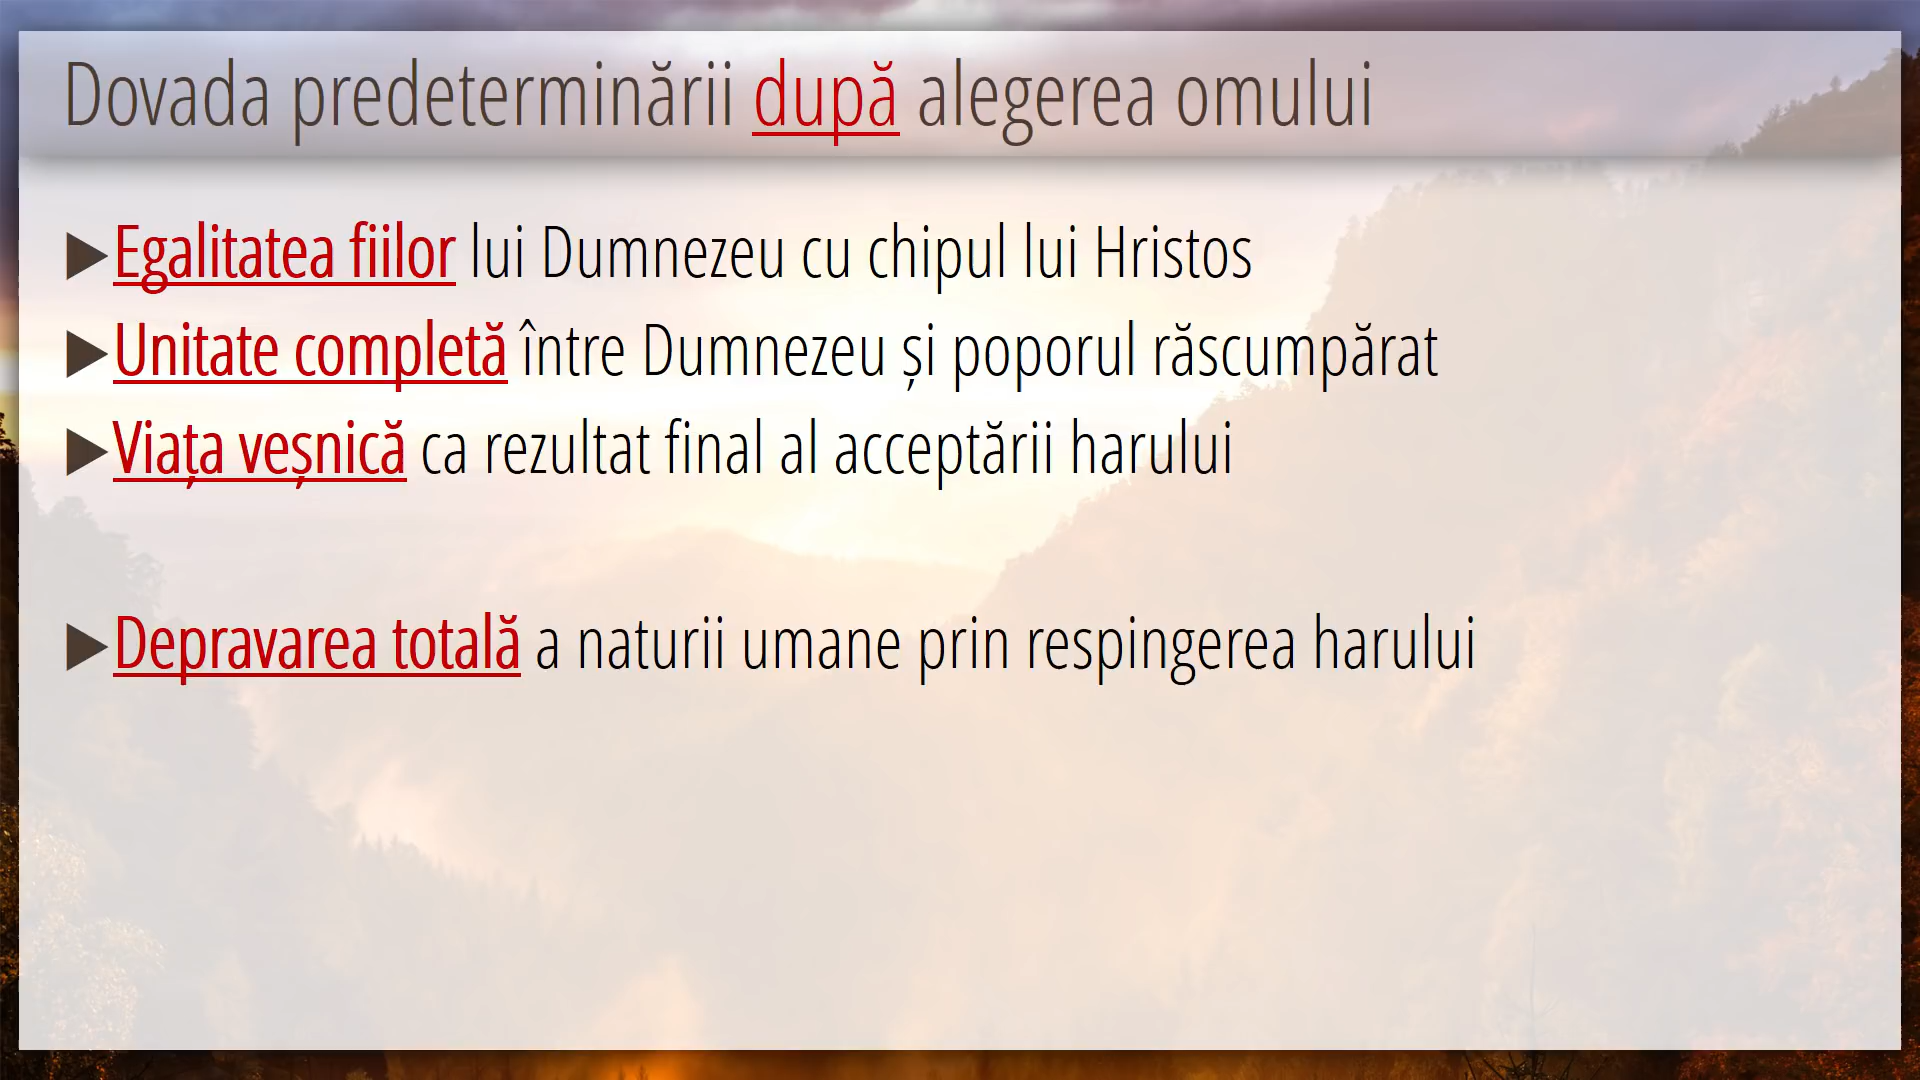 Dovada predeterminării după alegerea omului
▶Egalitatea fiilor lui Dumnezeu cu chipul lui Hristos
▶Unitate completă între Dumnezeu și poporul răscumpărat
▶Viața veșnică ca rezultat final al acceptării harului
▶Depravarea totală a naturii umane prin respingerea harului